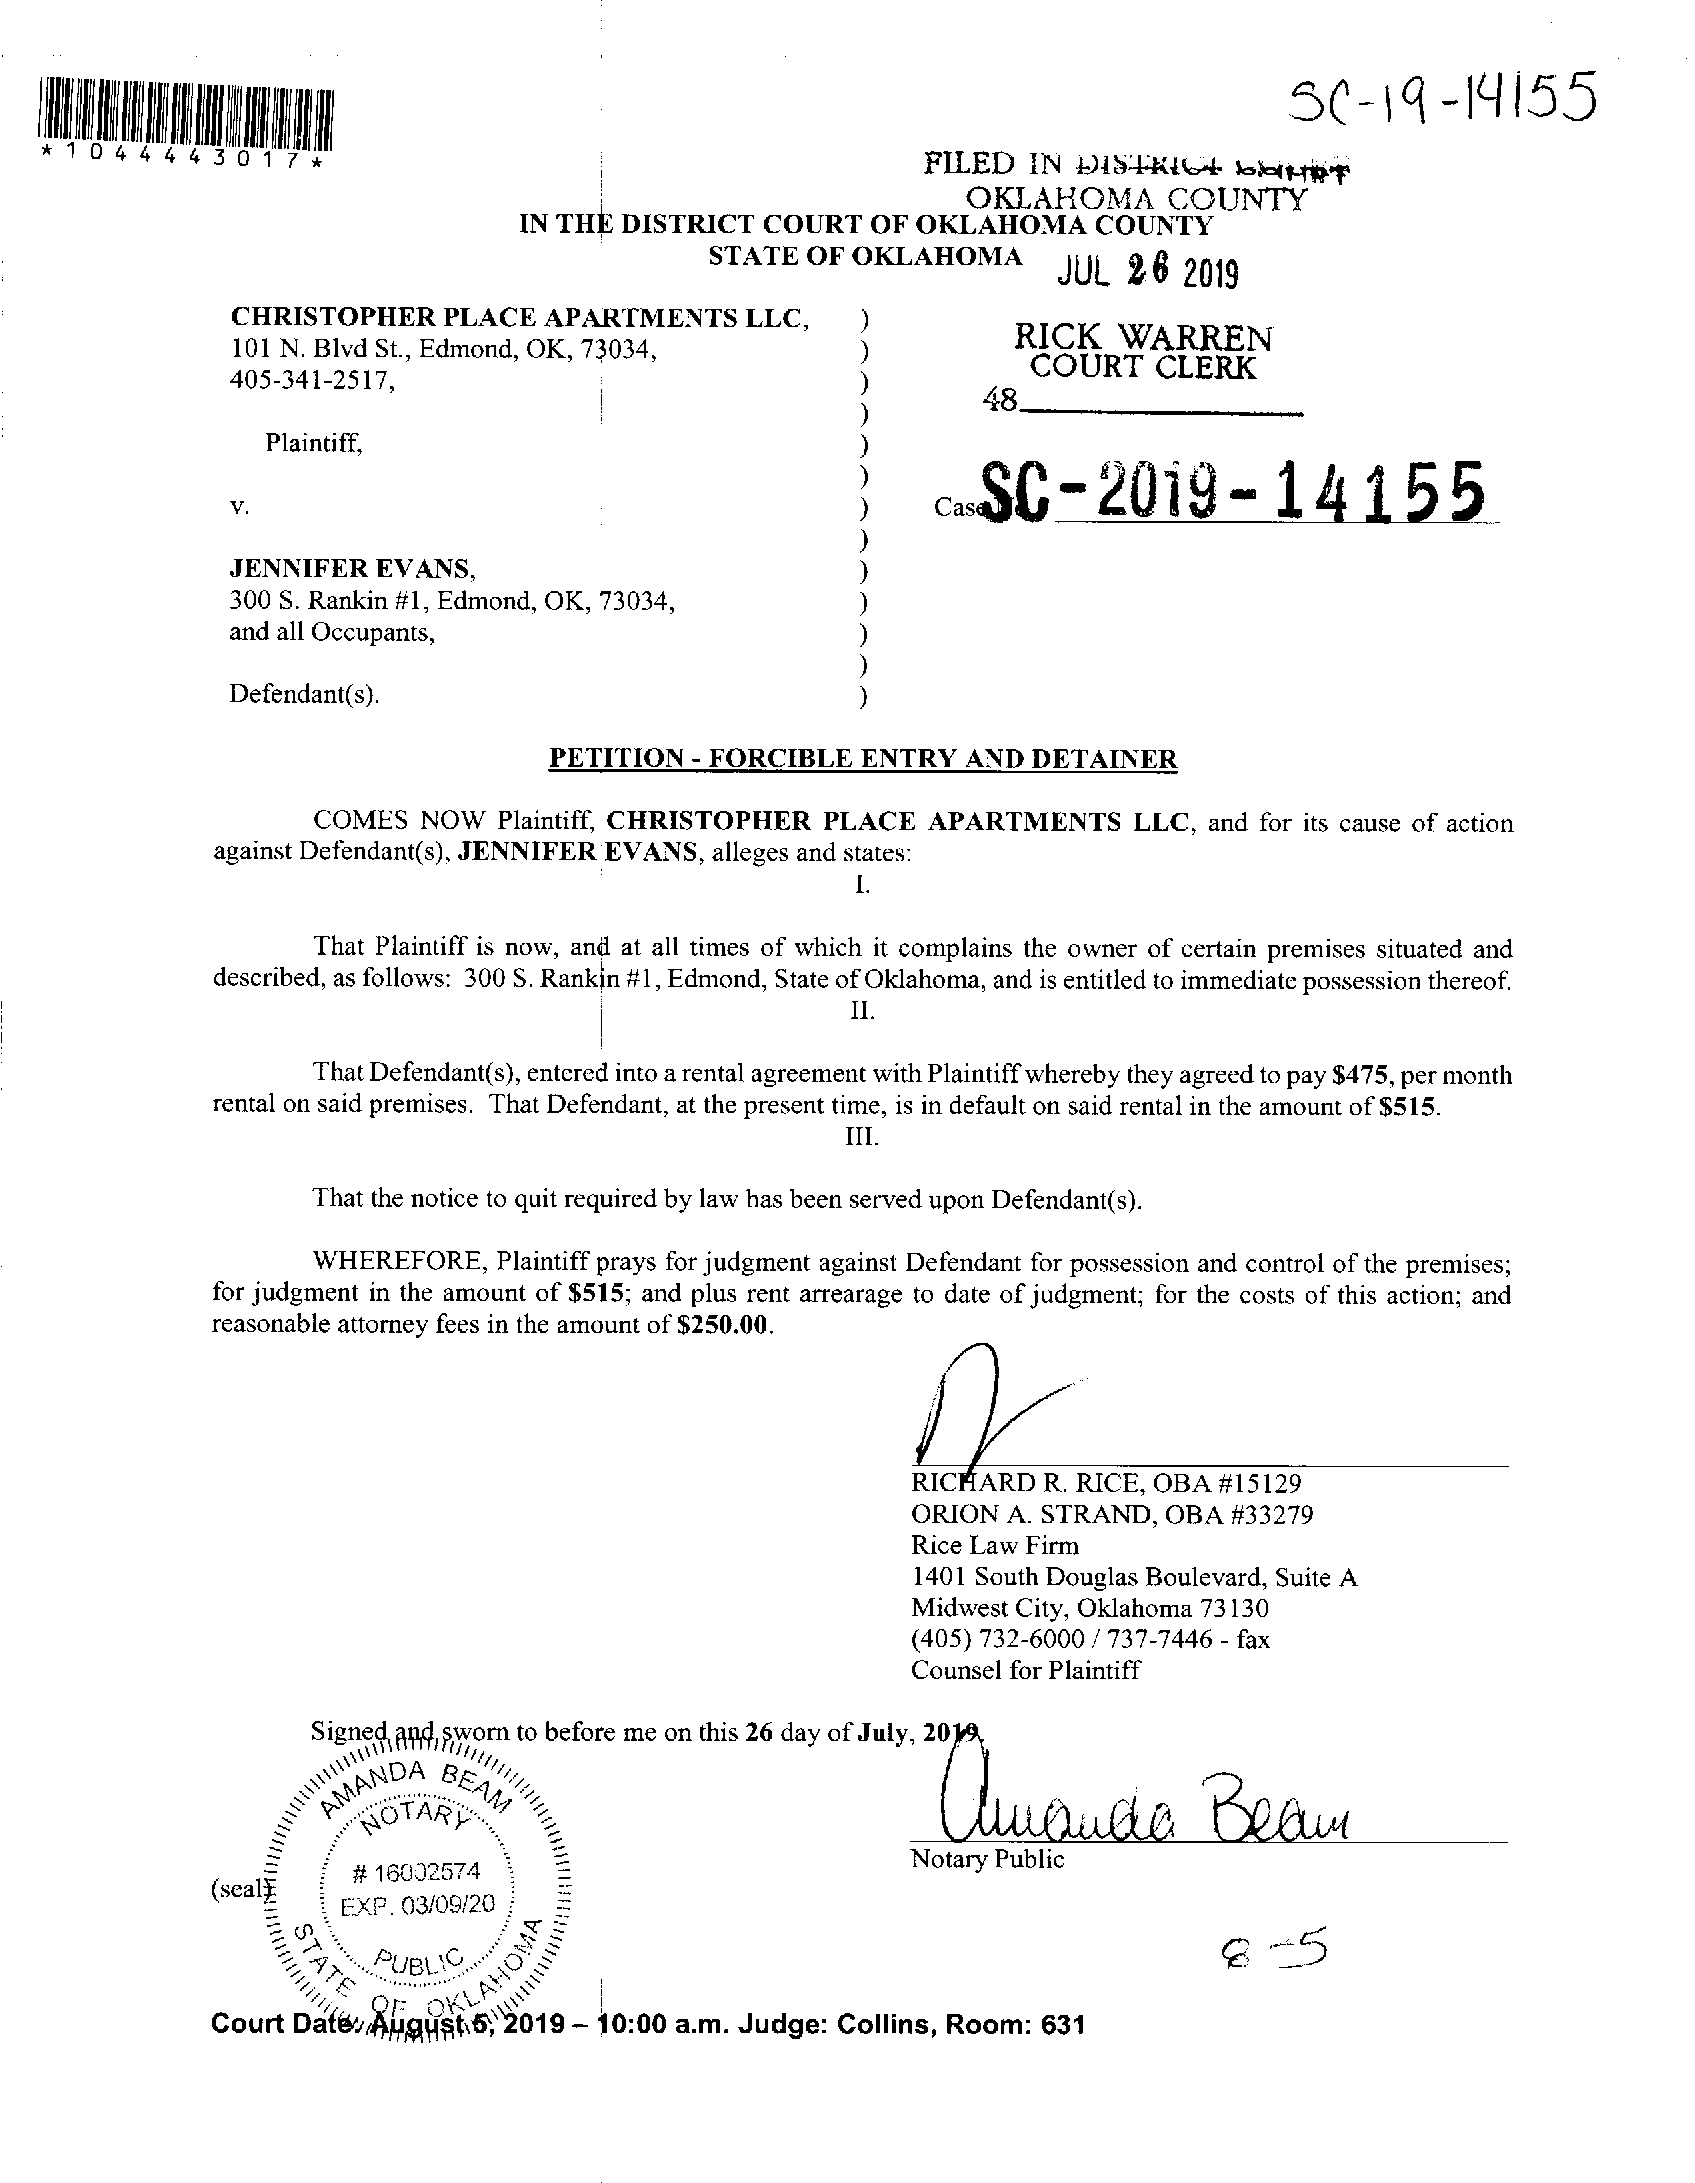 SC-19-14155
*1044443017*
FILED IN DISTRICT COURT
OKLAHOMA COUNTY
IN THE DISTRICT COURT OF OKLAHOMA COUNTY
STATE OF OKLAHOMA
JUL 26 2019
CHRISTOPHER PLACE APARTMENTS LLC, )
101 N. Blvd St., Edmond, OK, 73034, )
405-341-2517, )
)
Plaintiff, )
)
v. )
)
JENNIFER EVANS, )
300 S. Rankin #1, Edmond, OK, 73034, )
and all Occupants, )
)
Defendant(s). )
RICK WARREN
COURT CLERK
48
Case SC-2019-14155
PETITION - FORCIBLE ENTRY AND DETAINER
COMES NOW Plaintiff, CHRISTOPHER PLACE APARTMENTS LLC, and for its cause of action
against Defendant(s), JENNIFER EVANS, alleges and states:
I.
That Plaintiff is now, and at all times of which it complains the owner of certain premises situated and
described, as follows: 300 S. Rankin #1, Edmond, State of Oklahoma, and is entitled to immediate possession thereof.
II.
That Defendant(s), entered into a rental agreement with Plaintiff whereby they agreed to pay $475, per month
rental on said premises. That Defendant, at the present time, is in default on said rental in the amount of $515.
III.
That the notice to quit required by law has been served upon Defendant(s).
WHEREFORE, Plaintiff prays for judgment against Defendant for possession and control of the premises;
for judgment in the amount of $515; and plus rent arrearage to date of judgment; for the costs of this action; and
reasonable attorney fees in the amount of $250.00.
RICHARD R. RICE, OBA #15129
ORION A. STRAND, OBA #33279
Rice Law Firm
1401 South Douglas Boulevard, Suite A
Midwest City, Oklahoma 73130
(405) 732-6000 / 737-7446 - fax
Counsel for Plaintiff
Signed and sworn to before me on this 26 day of July, 2019.
Amanda Beam
Notary Public
(seal)
AMANDA BEAM
NOTARY
# 16002574
EXP. 03/09/20
PUBLIC
STATE OF OKLAHOMA
8-5
Court Date: August 5, 2019 – 10:00 a.m. Judge: Collins, Room: 631